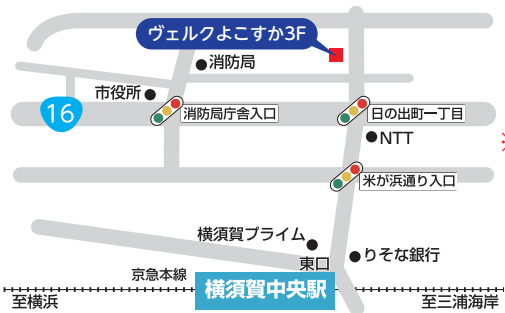 ヴェルクよこすか3F
消防局
市役所
16
消防局庁舎入口
日の出町一丁目
NTT
米が浜通り入口
横須賀プライム
東口
りそな銀行
京急本線
横須賀中央駅
至横浜
至三浦海岸